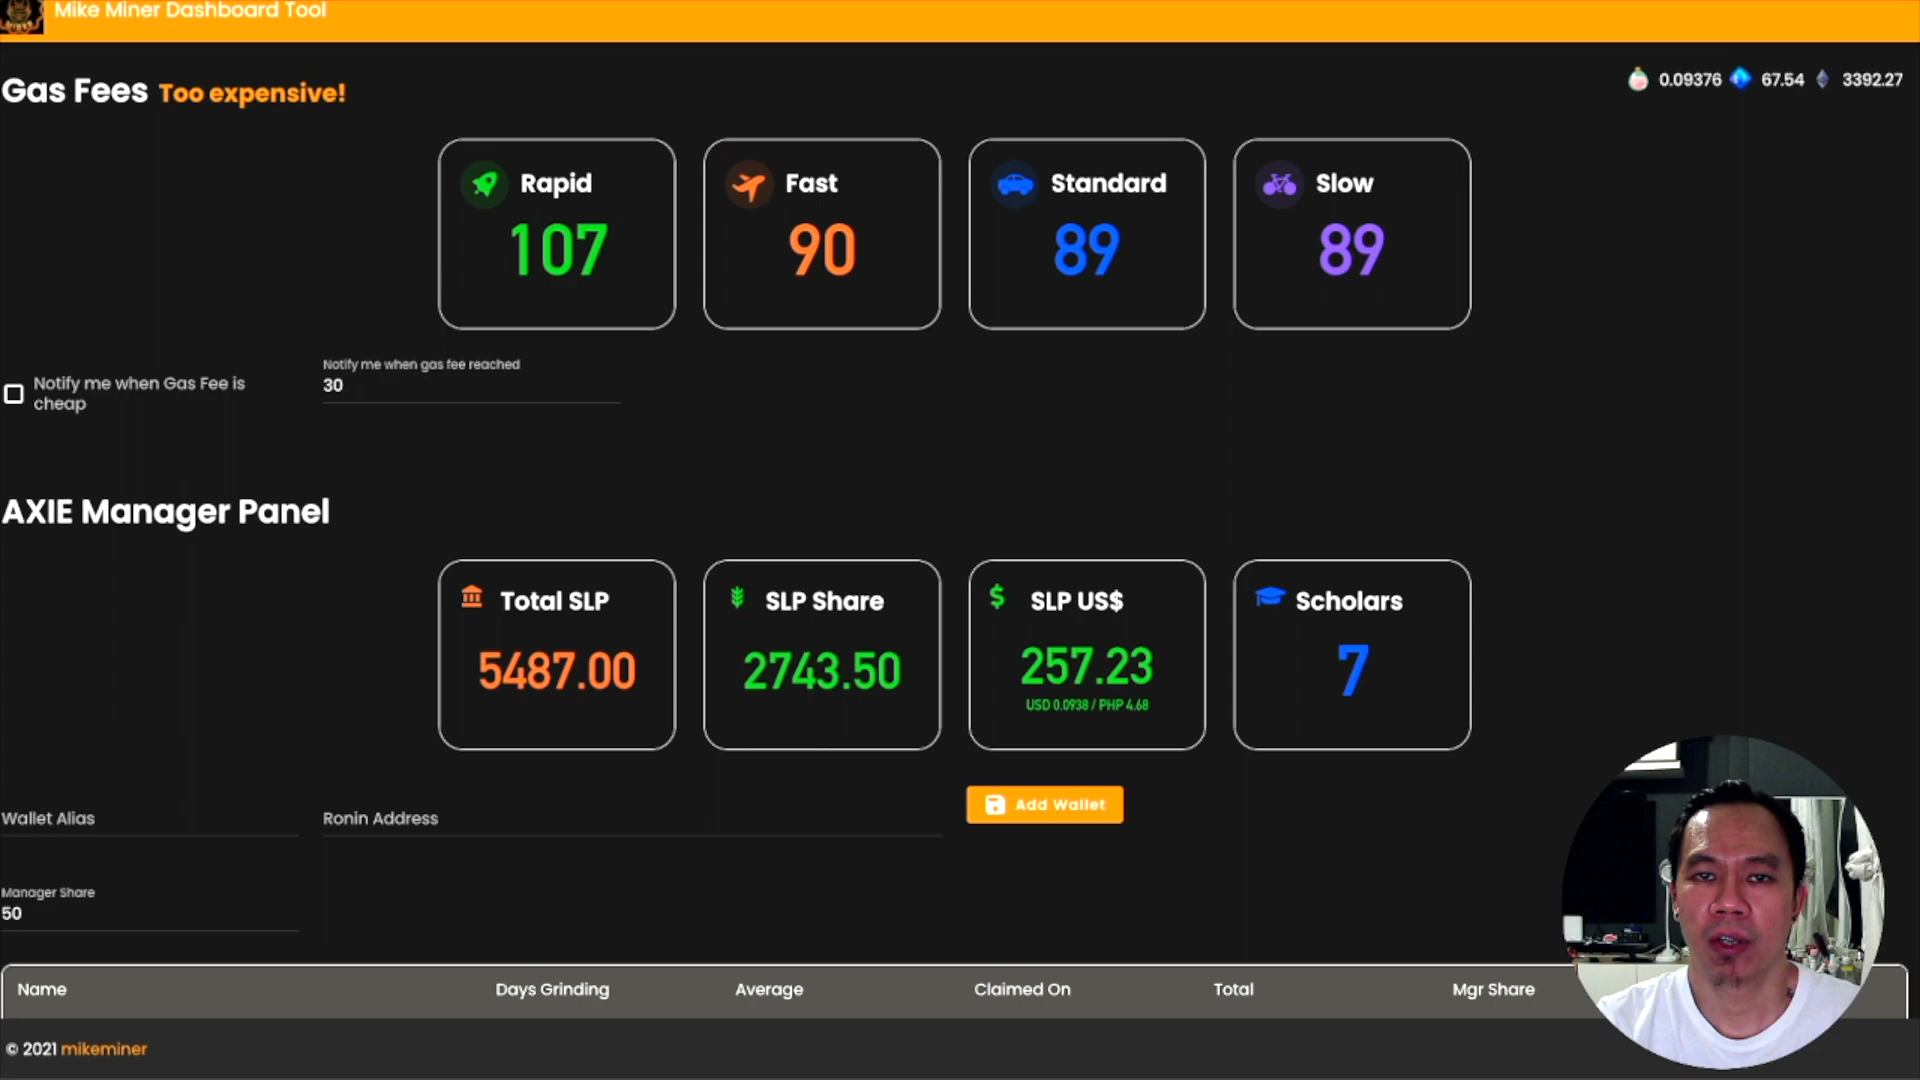 Mike Miner Dashboard Tool
Gas Fees Too expensive!
0.09376 67.54 3392.27
Rapid
107
Fast
90
Standard
89
Slow
89
Notify me when Gas Fee is
cheap
Notify me when gas fee reached
30
AXIE Manager Panel
Total SLP
5487.00
SLP Share
2743.50
SLP US$
257.23
USD 0.0938 / PHP 4.68
Scholars
7
Wallet Alias
Ronin Address
Add Wallet
Manager Share
50
Name Days Grinding Average Claimed On Total Mgr Share
© 2021 mikeminer